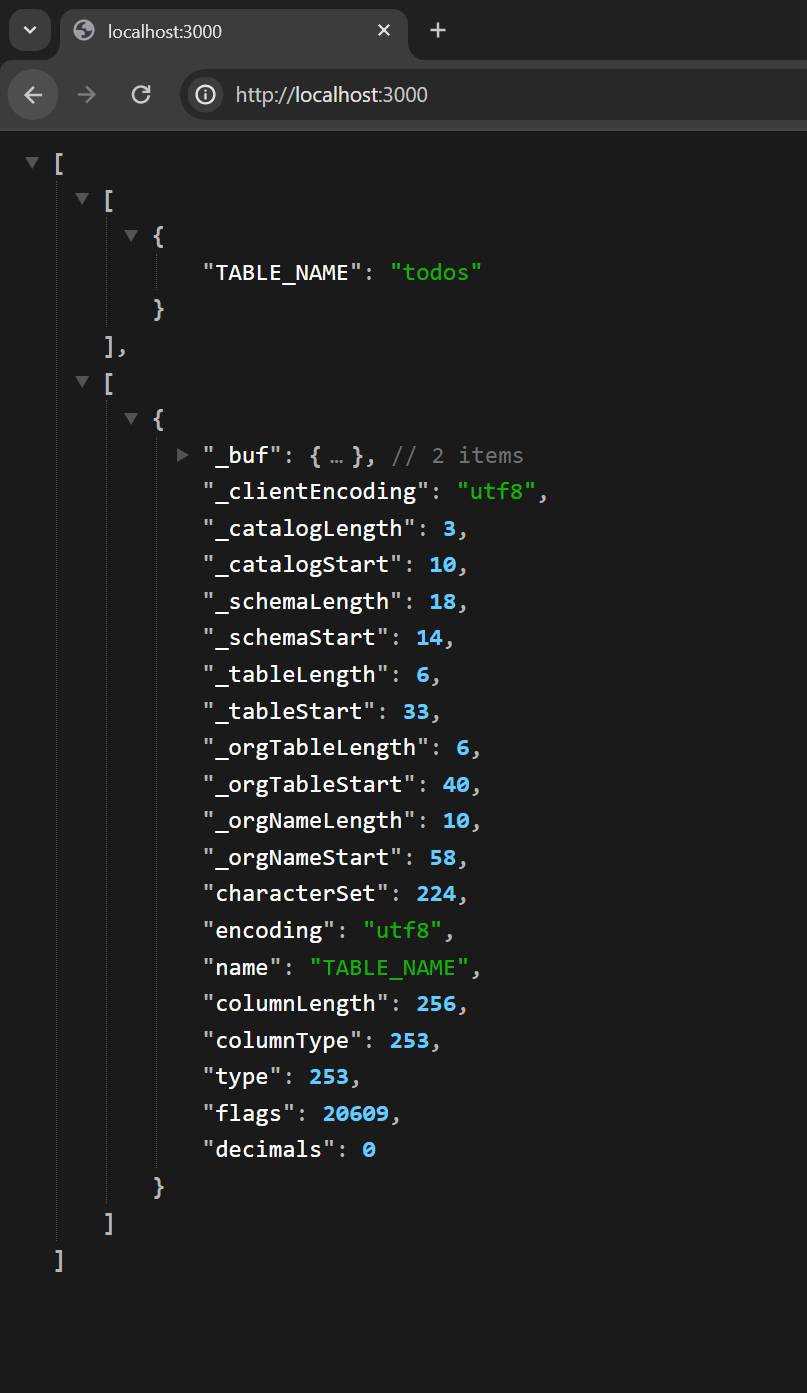 localhost:3000
http://localhost:3000
[
[
{
"TABLE_NAME": "todos"
}
],
[
{
"_buf": { … }, // 2 items
"_clientEncoding": "utf8",
"_catalogLength": 3,
"_catalogStart": 10,
"_schemaLength": 18,
"_schemaStart": 14,
"_tableLength": 6,
"_tableStart": 33,
"_orgTableLength": 6,
"_orgTableStart": 40,
"_orgNameLength": 10,
"_orgNameStart": 58,
"characterSet": 224,
"encoding": "utf8",
"name": "TABLE_NAME",
"columnLength": 256,
"columnType": 253,
"type": 253,
"flags": 20609,
"decimals": 0
}
]
]